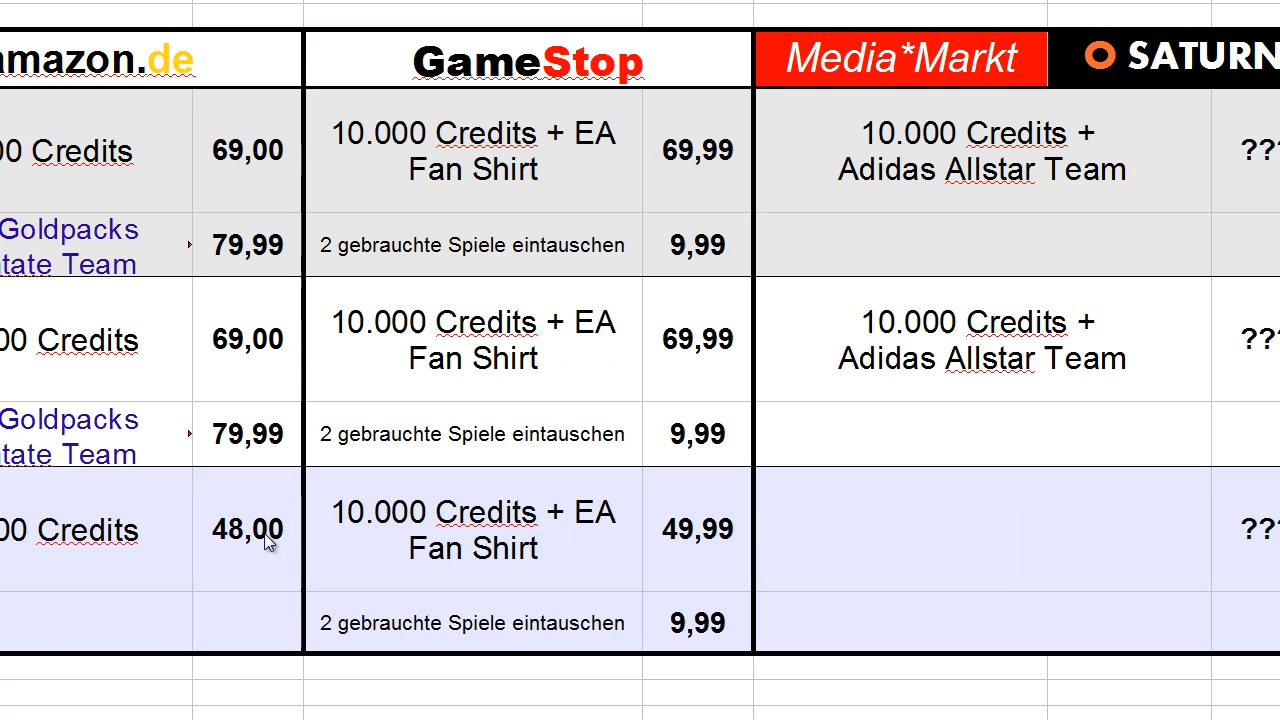 amazon.de GameStop Media*Markt SATURN
00 Credits 69,00 10.000 Credits + EA Fan Shirt 69,99 10.000 Credits + Adidas Allstar Team ???
Goldpacks tate Team 79,99 2 gebrauchte Spiele eintauschen 9,99
00 Credits 69,00 10.000 Credits + EA Fan Shirt 69,99 10.000 Credits + Adidas Allstar Team ???
Goldpacks tate Team 79,99 2 gebrauchte Spiele eintauschen 9,99
00 Credits 48,00 10.000 Credits + EA Fan Shirt 49,99 ???
2 gebrauchte Spiele eintauschen 9,99